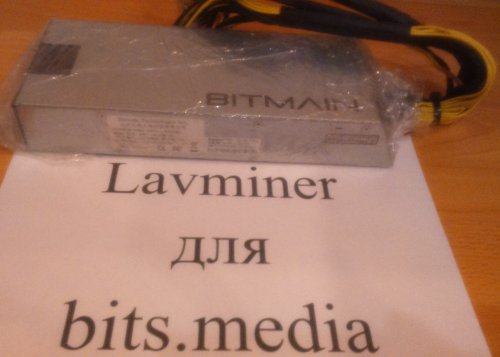 BITMAIN
Lavminer
для
bits.media